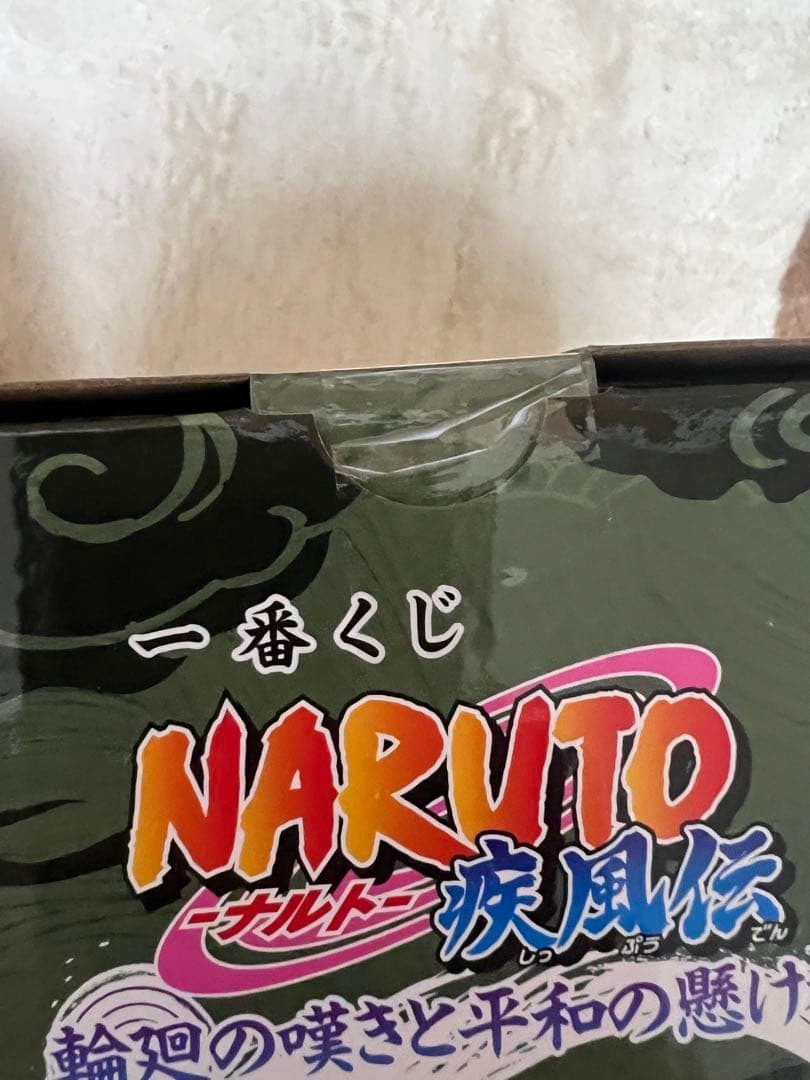 一番くじ
NARUTO
-ナルト-
疾風伝
しっ ぷう でん
輪廻の嘆きと平和の懸け